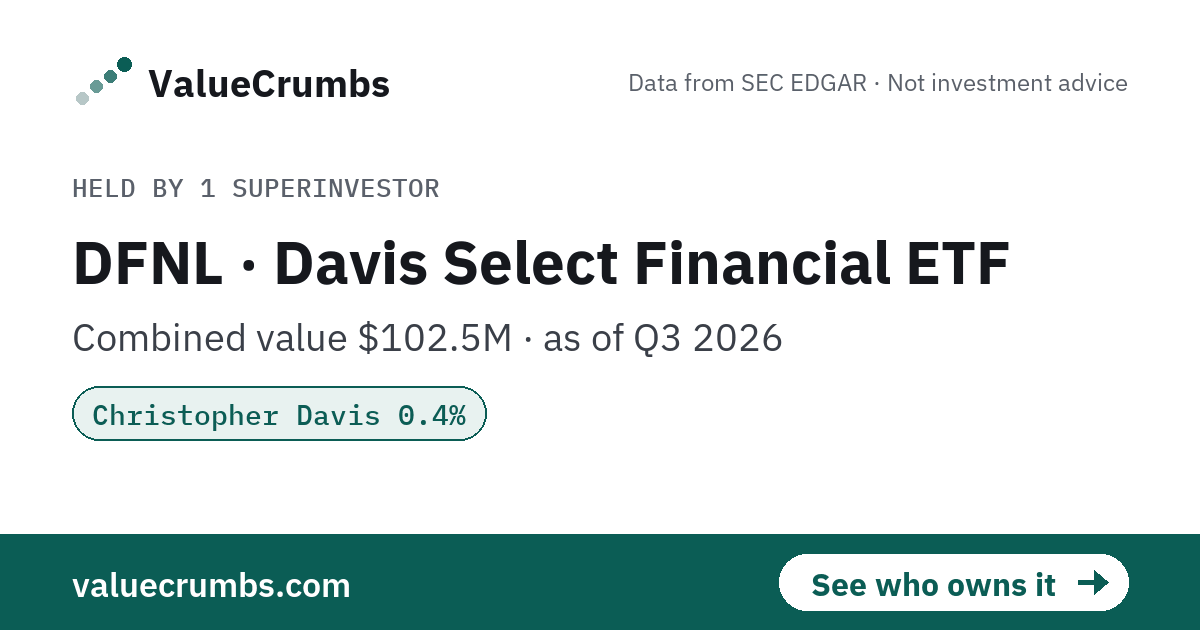 ValueCrumbs
Data from SEC EDGAR · Not investment advice
HELD BY 1 SUPERINVESTOR
DFNL · Davis Select Financial ETF
Combined value $102.5M · as of Q3 2026
Christopher Davis 0.4%
valuecrumbs.com
See who owns it →